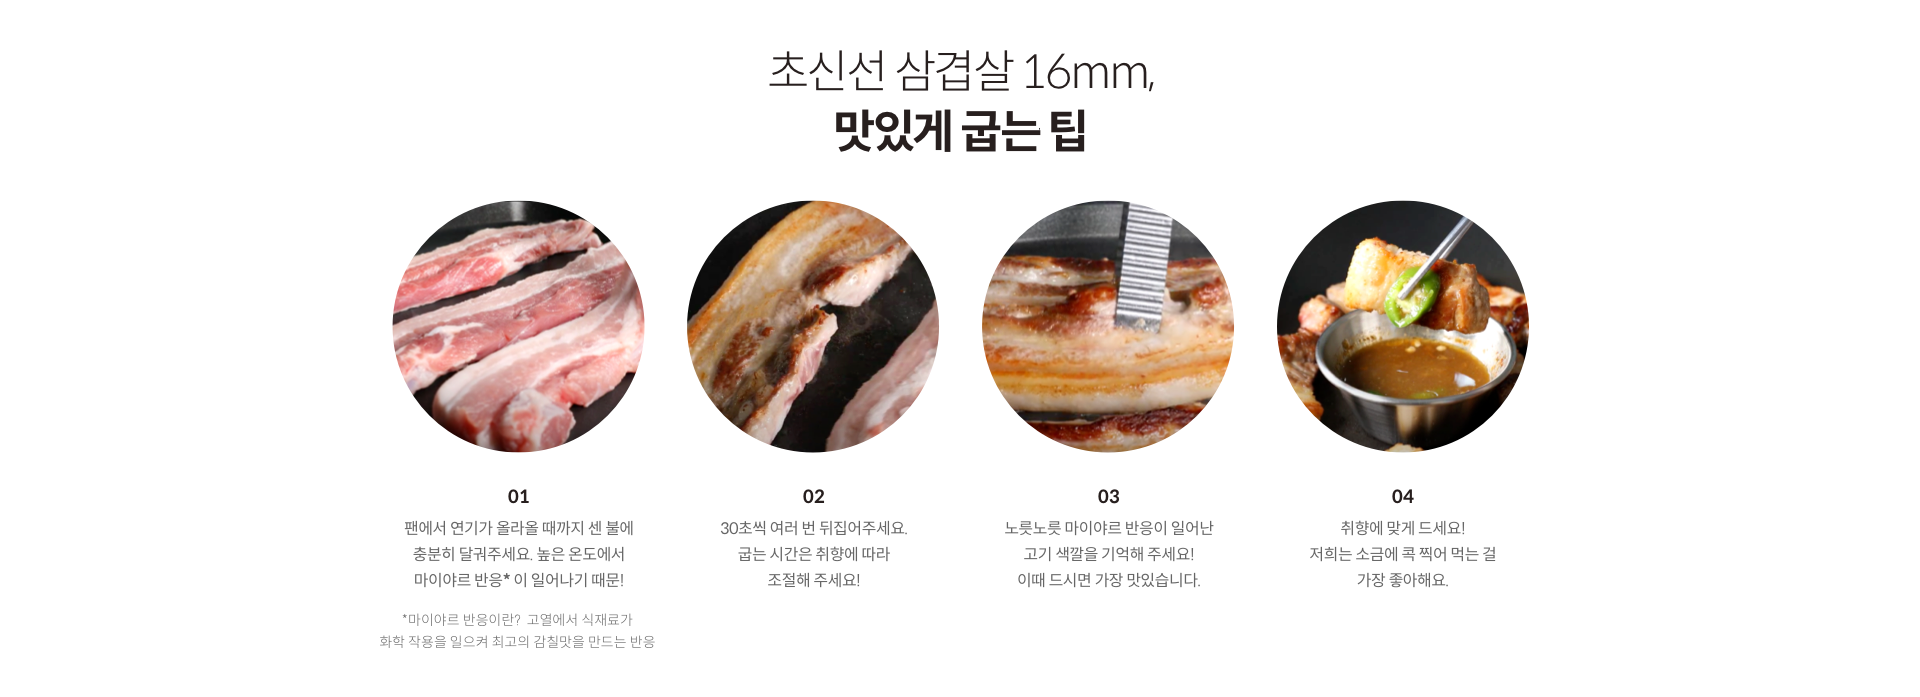 초신선 삼겹살 16mm,
맛있게 굽는 팁
01
팬에서 연기가 올라올 때까지 센 불에
충분히 달궈주세요. 높은 온도에서
마이야르 반응* 이 일어나기 때문!
*마이야르 반응이란? 고열에서 식재료가
화학 작용을 일으켜 최고의 감칠맛을 만드는 반응
02
30초씩 여러 번 뒤집어주세요.
굽는 시간은 취향에 따라
조절해 주세요!
03
노릇노릇 마이야르 반응이 일어난
고기 색깔을 기억해 주세요!
이때 드시면 가장 맛있습니다.
04
취향에 맞게 드세요!
저희는 소금에 콕 찍어 먹는 걸
가장 좋아해요.